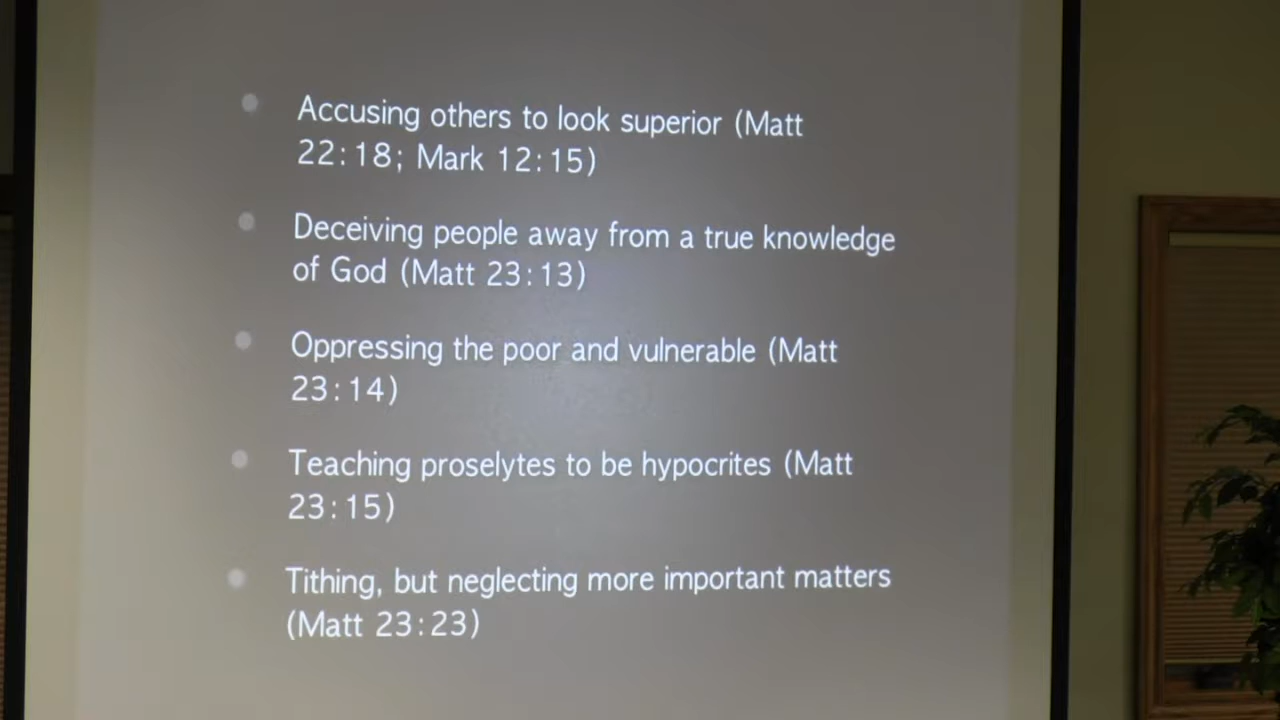 Accusing others to look superior (Matt
22:18; Mark 12:15)
Deceiving people away from a true knowledge
of God (Matt 23:13)
Oppressing the poor and vulnerable (Matt
23:14)
Teaching proselytes to be hypocrites (Matt
23:15)
Tithing, but neglecting more important matters
(Matt 23:23)